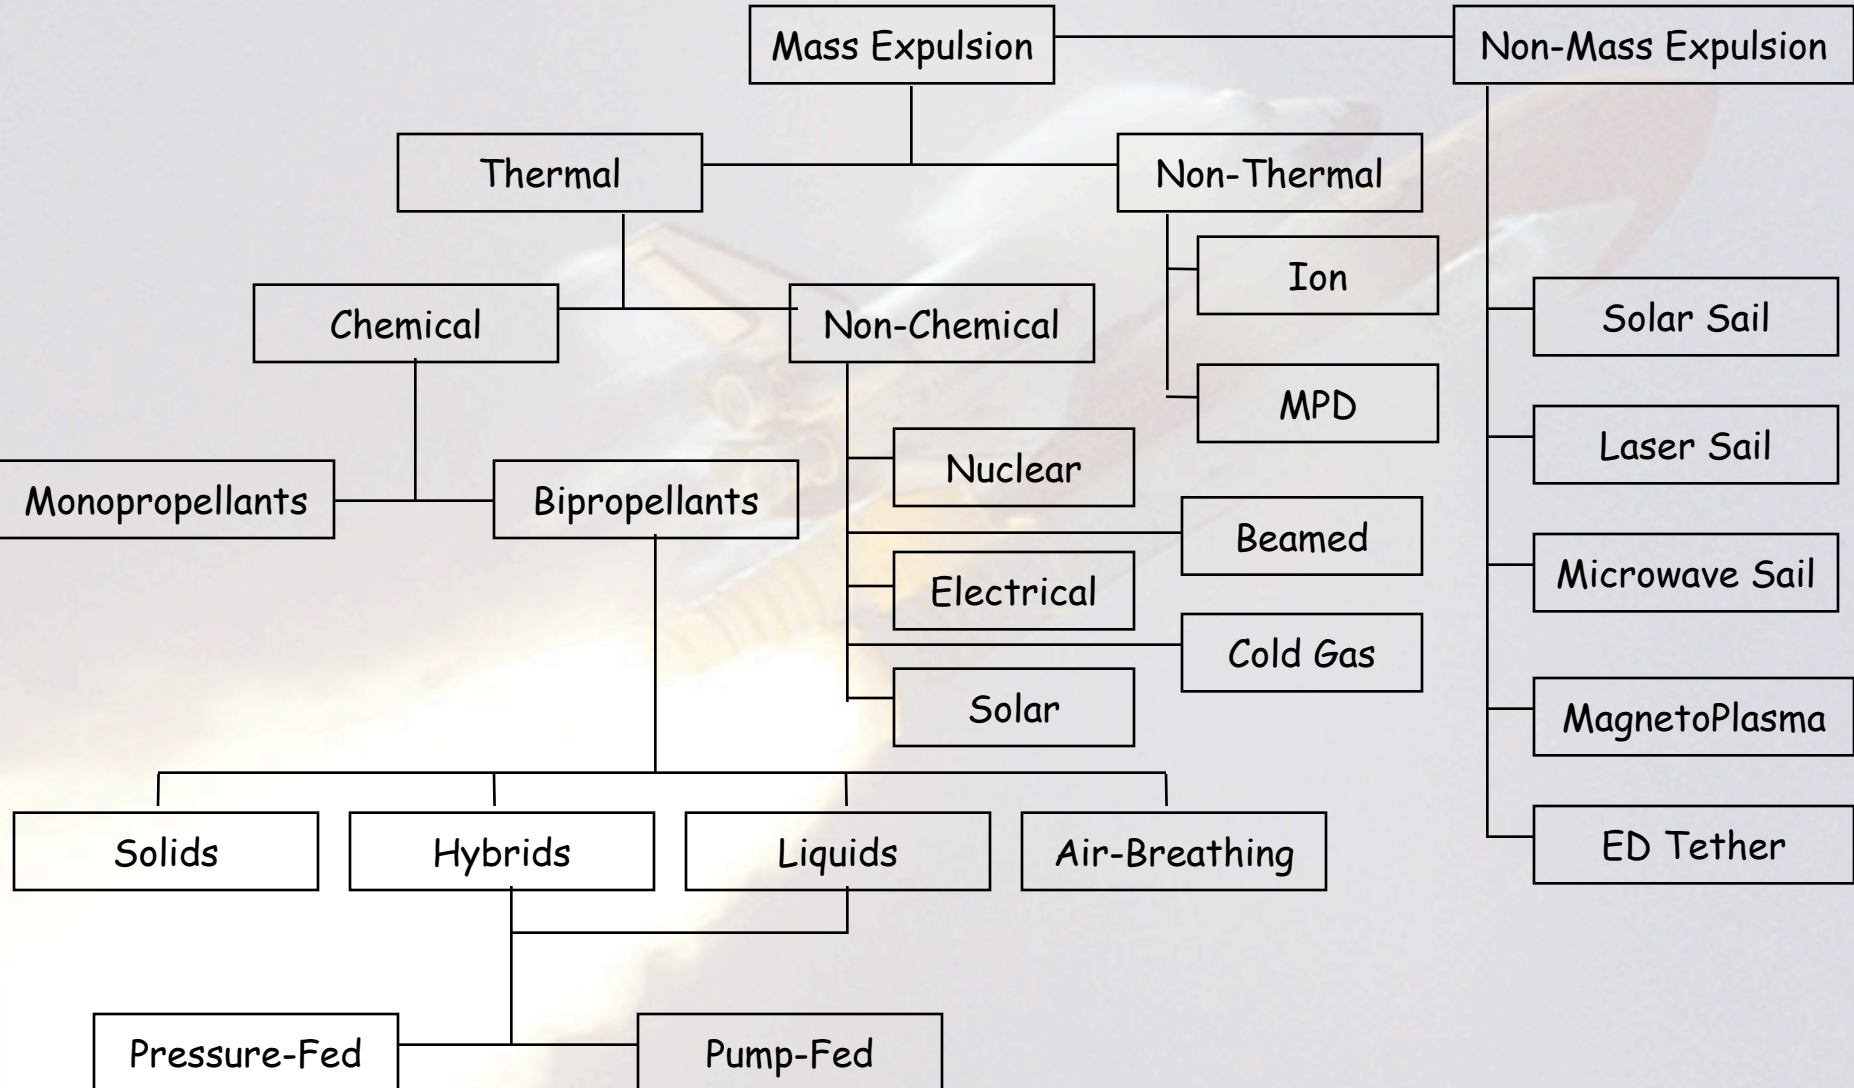 Mass Expulsion
Non-Mass Expulsion
Thermal
Non-Thermal
Ion
Solar Sail
Chemical
Non-Chemical
MPD
Laser Sail
Nuclear
Monopropellants
Bipropellants
Beamed
Microwave Sail
Electrical
Cold Gas
Solar
MagnetoPlasma
Solids
Hybrids
Liquids
Air-Breathing
ED Tether
Pressure-Fed
Pump-Fed